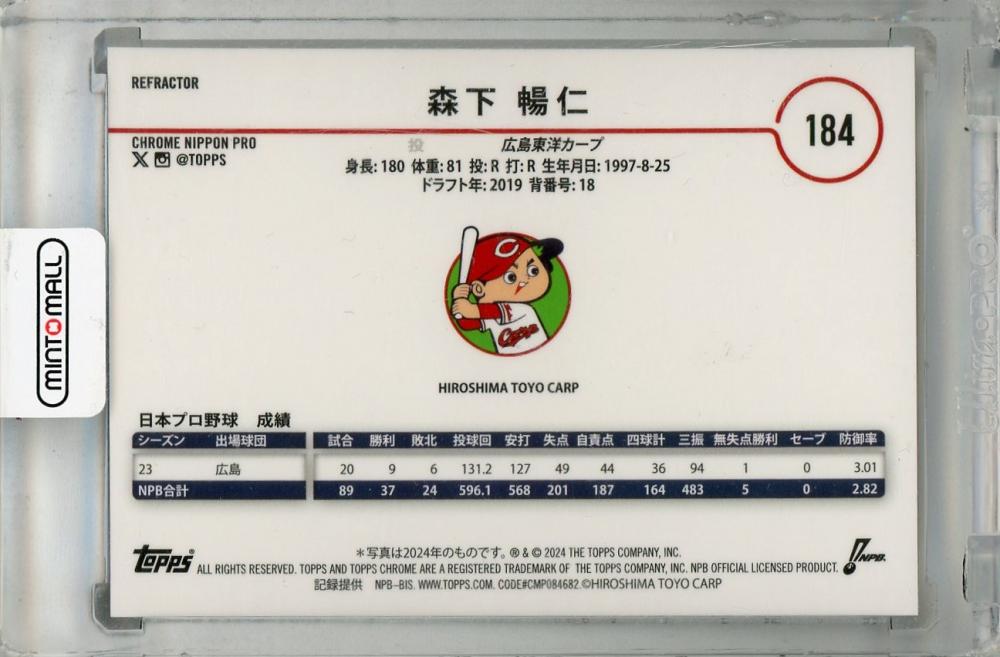 REFRACTOR
森下 暢仁
184
CHROME NIPPON PRO
@TOPPS
投 広島東洋カープ
身長: 180 体重: 81 投: R 打: R 生年月日: 1997-8-25
ドラフト年: 2019 背番号: 18
C
Carp
HIROSHIMA TOYO CARP
MINTMALL
日本プロ野球 成績
シーズン 出場球団 試合 勝利 敗北 投球回 安打 失点 自責点 四球計 三振 無失点勝利 セーブ 防御率
23 広島 20 9 6 131.2 127 49 44 36 94 1 0 3.01
NPB合計 89 37 24 596.1 568 201 187 164 483 5 0 2.82
topps
NPB
＊写真は2024年のものです。® & © 2024 THE TOPPS COMPANY, INC.
ALL RIGHTS RESERVED. TOPPS AND TOPPS CHROME ARE A REGISTERED TRADEMARK OF THE TOPPS COMPANY, INC. NPB OFFICIAL LICENSED PRODUCT.
記録提供 NPB-BIS. WWW.TOPPS.COM. CODE#CMP084682.©HIROSHIMA TOYO CARP